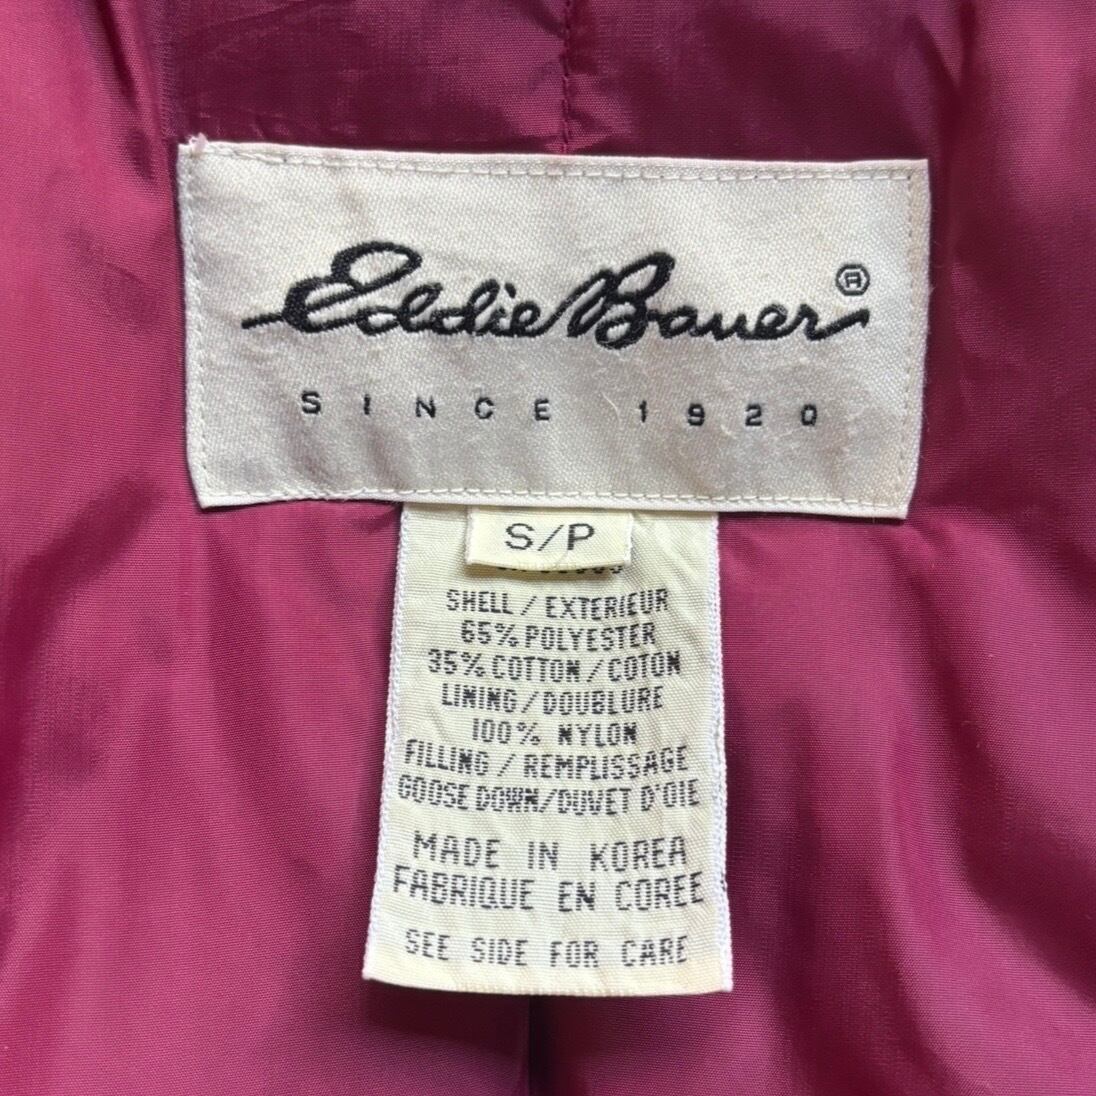 Eddie Bauer ®
SINCE 1920
S/P
SHELL / EXTERIEUR
65% POLYESTER
35% COTTON / COTON
LINING / DOUBLURE
100% NYLON
FILLING / REMPLISSAGE
GOOSE DOWN/DUVET D'OIE
MADE IN KOREA
FABRIQUE EN COREE
SEE SIDE FOR CARE